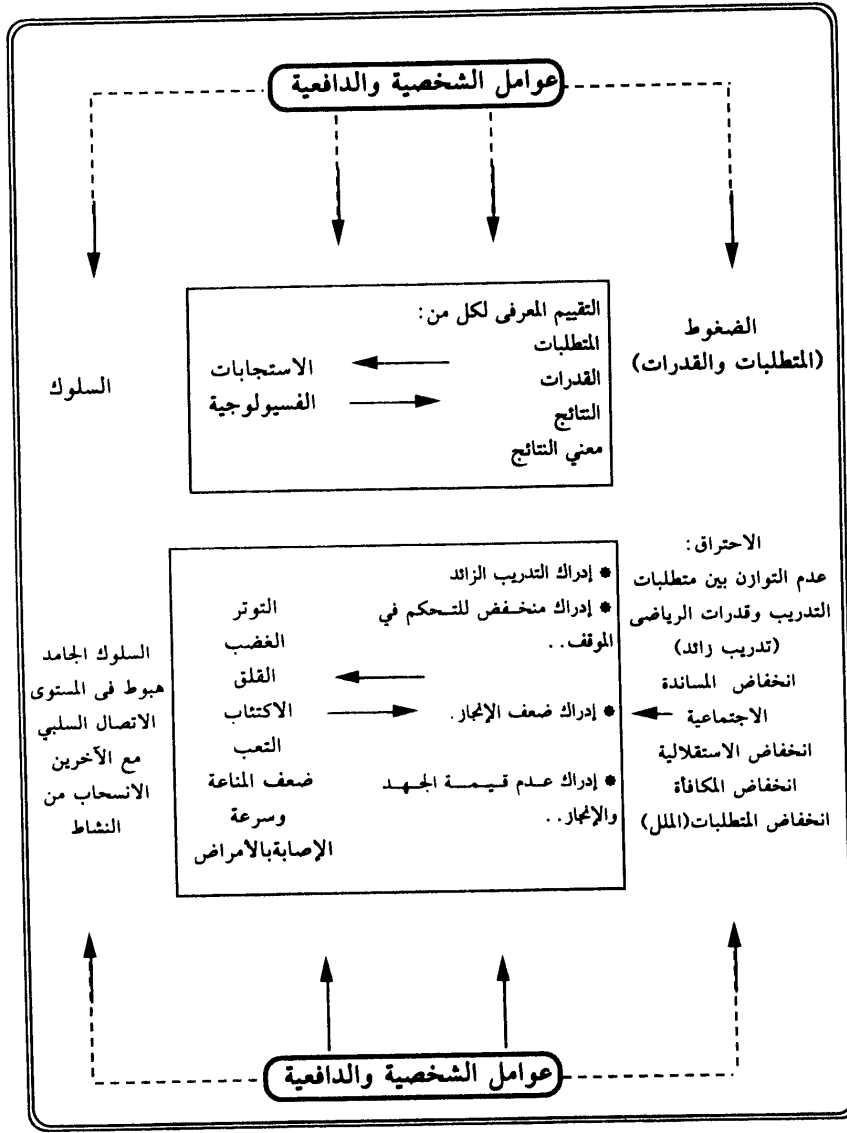 عوامل الشخصية والدافعية
الضغوط
(المتطلبات والقدرات)
التقييم المعرفى لكل من:
المتطلبات
القدرات
النتائج
معني النتائج
الاستجابات
الفسيولوجية
السلوك
الاحتراق:
عدم التوازن بين متطلبات
التدريب وقدرات الرياضى
(تدريب زائد)
انخفاض المساندة
الاجتماعية
انخفاض الاستقلالية
انخفاض المكافأة
انخفاض المتطلبات(الملل)
* إدراك التدريب الزائد
* إدراك منخفض للتحكم في
الموقف..
* إدراك ضعف الإنجاز.
* إدراك عدم قيمة الجهد
والإنجاز..
التوتر
الغضب
القلق
الاكتئاب
التعب
ضعف المناعة
وسرعة
الإصابةبالأمراض
السلوك الجامد
هبوط فى المستوى
الاتصال السلبي
مع الآخرين
الانسحاب من
النشاط
عوامل الشخصية والدافعية